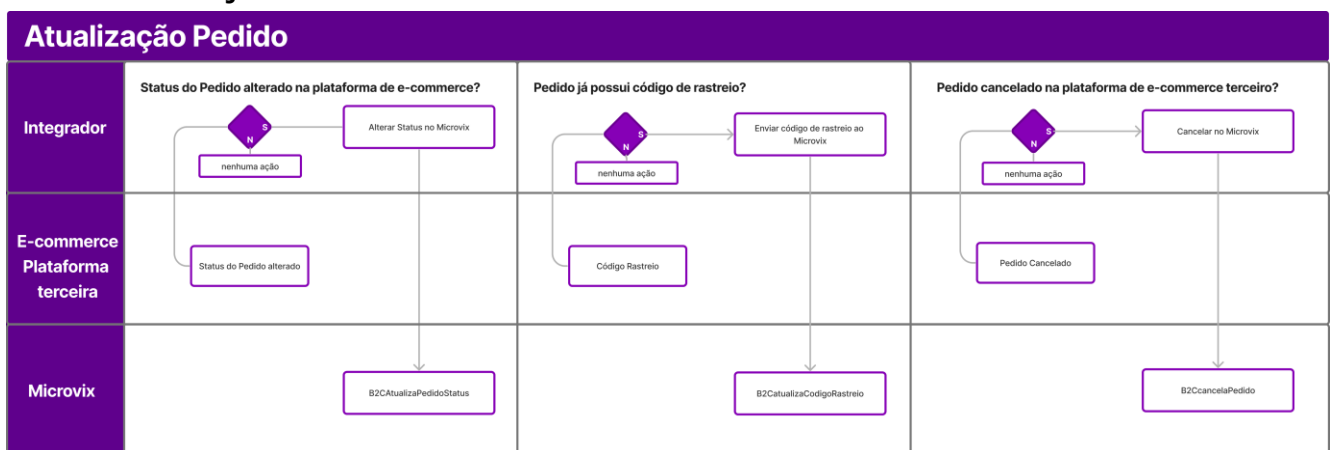 Atualização Pedido
Integrador
Status do Pedido alterado na plataforma de e-commerce?
S
N
Alterar Status no Microvix
nenhuma ação
Pedido já possui código de rastreio?
S
N
Enviar código de rastreio ao
Microvix
nenhuma ação
Pedido cancelado na plataforma de e-commerce terceiro?
S
N
Cancelar no Microvix
nenhuma ação
E-commerce
Plataforma
terceira
Status do Pedido alterado
Código Rastreio
Pedido Cancelado
Microvix
B2CAtualizaPedidoStatus
B2CatualizaCodigoRastreio
B2CcancelaPedido